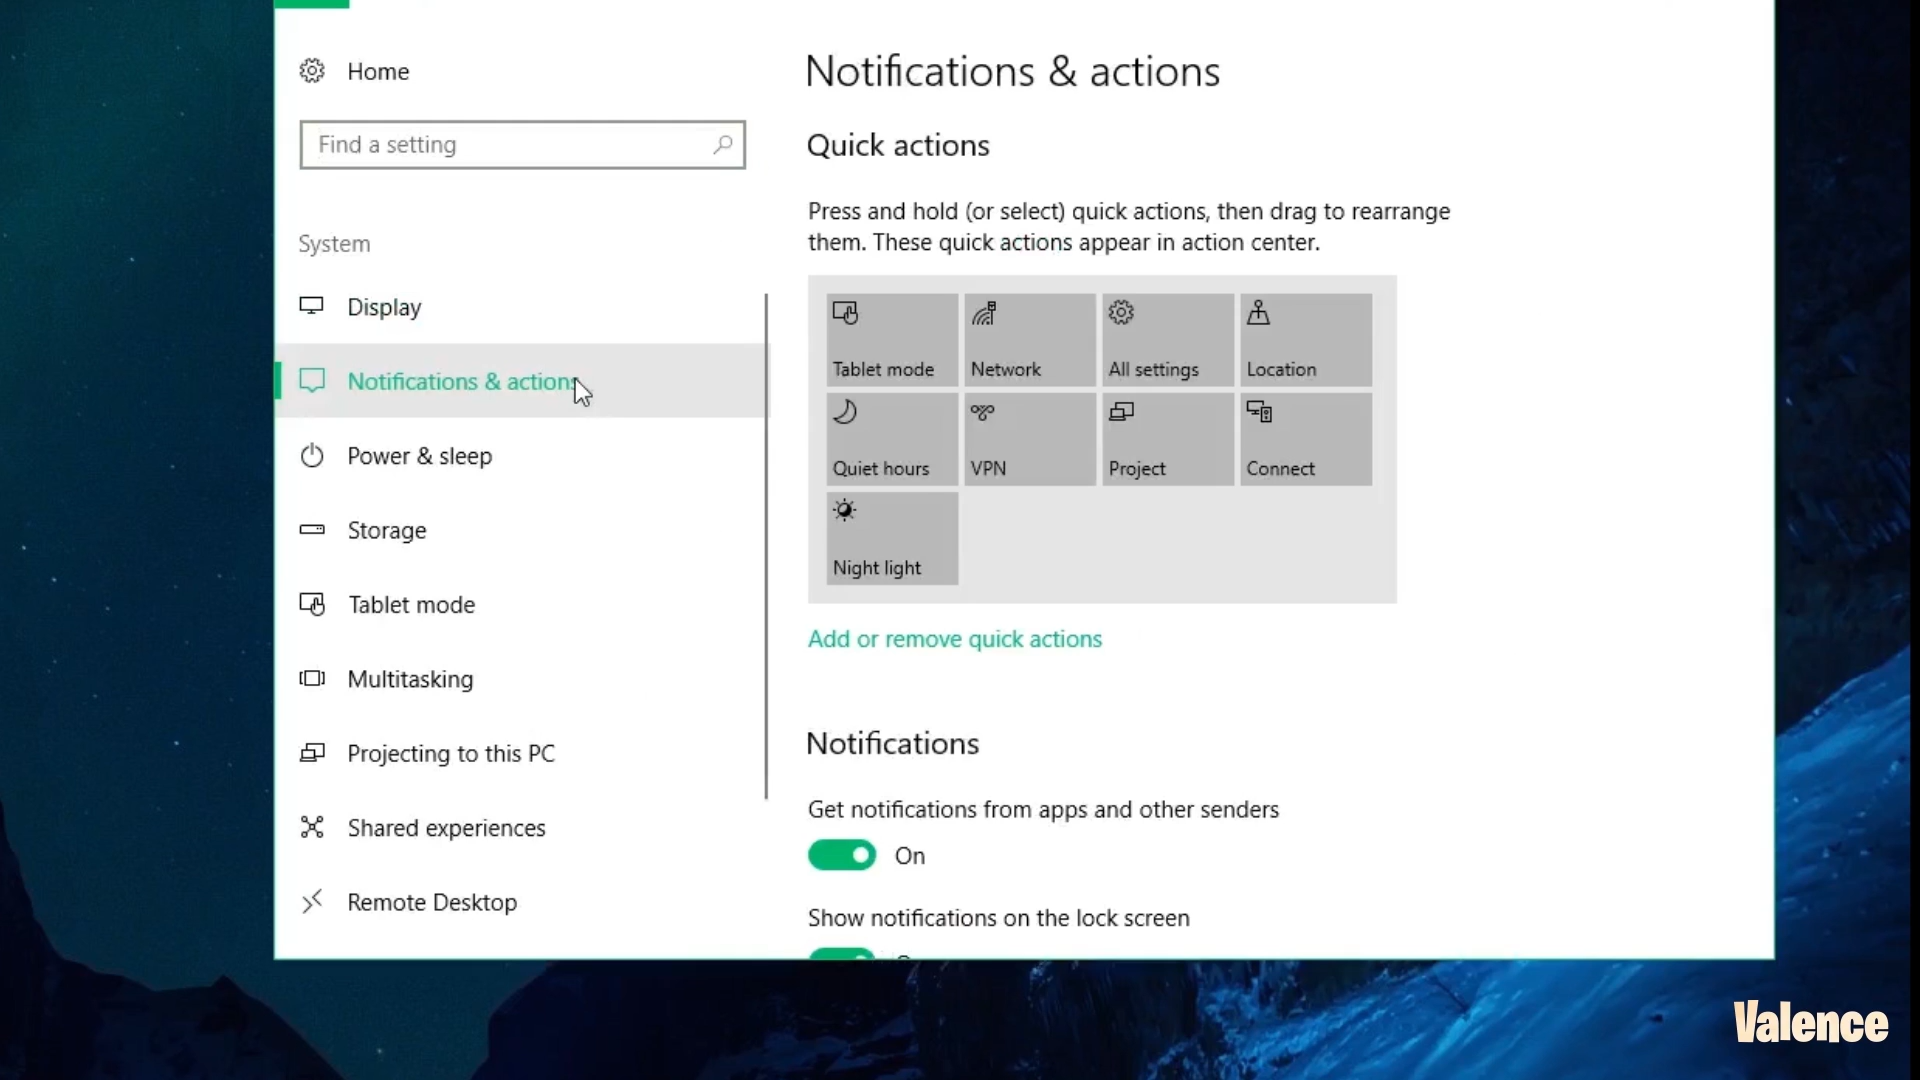 Home
Find a setting
System
Display
Notifications & actions
Power & sleep
Storage
Tablet mode
Multitasking
Projecting to this PC
Shared experiences
Remote Desktop
Notifications & actions
Quick actions
Press and hold (or select) quick actions, then drag to rearrange
them. These quick actions appear in action center.
Tablet mode
Network
All settings
Location
Quiet hours
VPN
Project
Connect
Night light
Add or remove quick actions
Notifications
Get notifications from apps and other senders
On
Show notifications on the lock screen
Valence